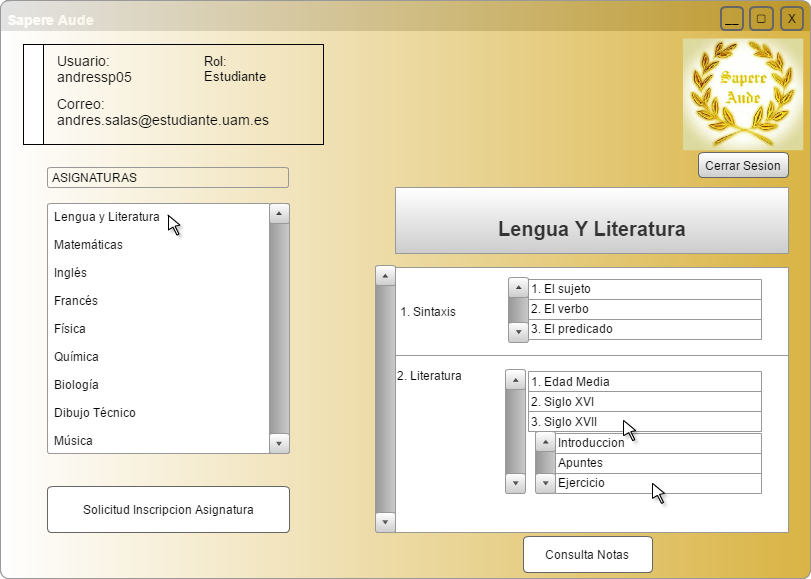 Sapere Aude
Usuario:
andressp05
Rol:
Estudiante
Correo:
andres.salas@estudiante.uam.es
Sapere
Aude
Cerrar Sesion
ASIGNATURAS
Lengua y Literatura
Matemáticas
Inglés
Francés
Física
Química
Biología
Dibujo Técnico
Música
Solicitud Inscripcion Asignatura
Lengua Y Literatura
1. Sintaxis
1. El sujeto
2. El verbo
3. El predicado
2. Literatura
1. Edad Media
2. Siglo XVI
3. Siglo XVII
Introduccion
Apuntes
Ejercicio
Consulta Notas